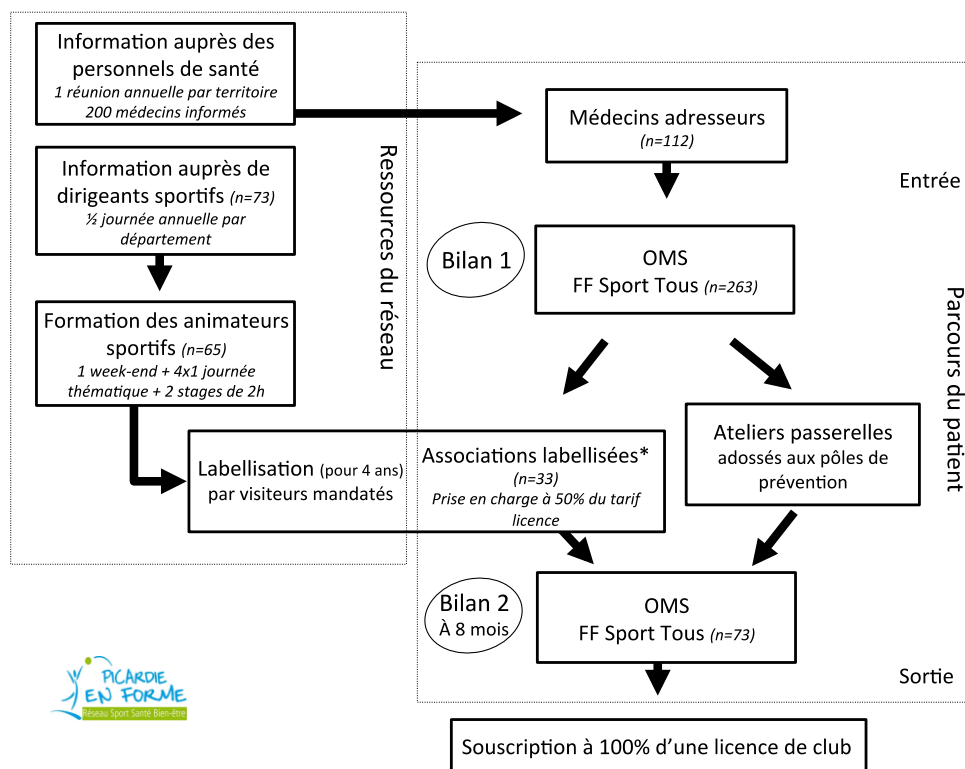 Information auprès des
personnels de santé
1 réunion annuelle par territoire
200 médecins informés
Information auprès de
dirigeants sportifs (n=73)
½ journée annuelle par
département
Formation des animateurs
sportifs (n=65)
1 week-end + 4x1 journée
thématique + 2 stages de 2h
Ressources du réseau
Labellisation (pour 4 ans)
par visiteurs mandatés
Associations labellisées*
(n=33)
Prise en charge à 50% du tarif
licence
Médecins adresseurs
(n=112)
Entrée
Bilan 1
OMS
FF Sport Tous (n=263)
Parcours du patient
Ateliers passerelles
adossés aux pôles de
prévention
Bilan 2
À 8 mois
OMS
FF Sport Tous (n=73)
Sortie
Souscription à 100% d'une licence de club
PICARDIE
EN FORME
Réseau Sport Santé Bien-être